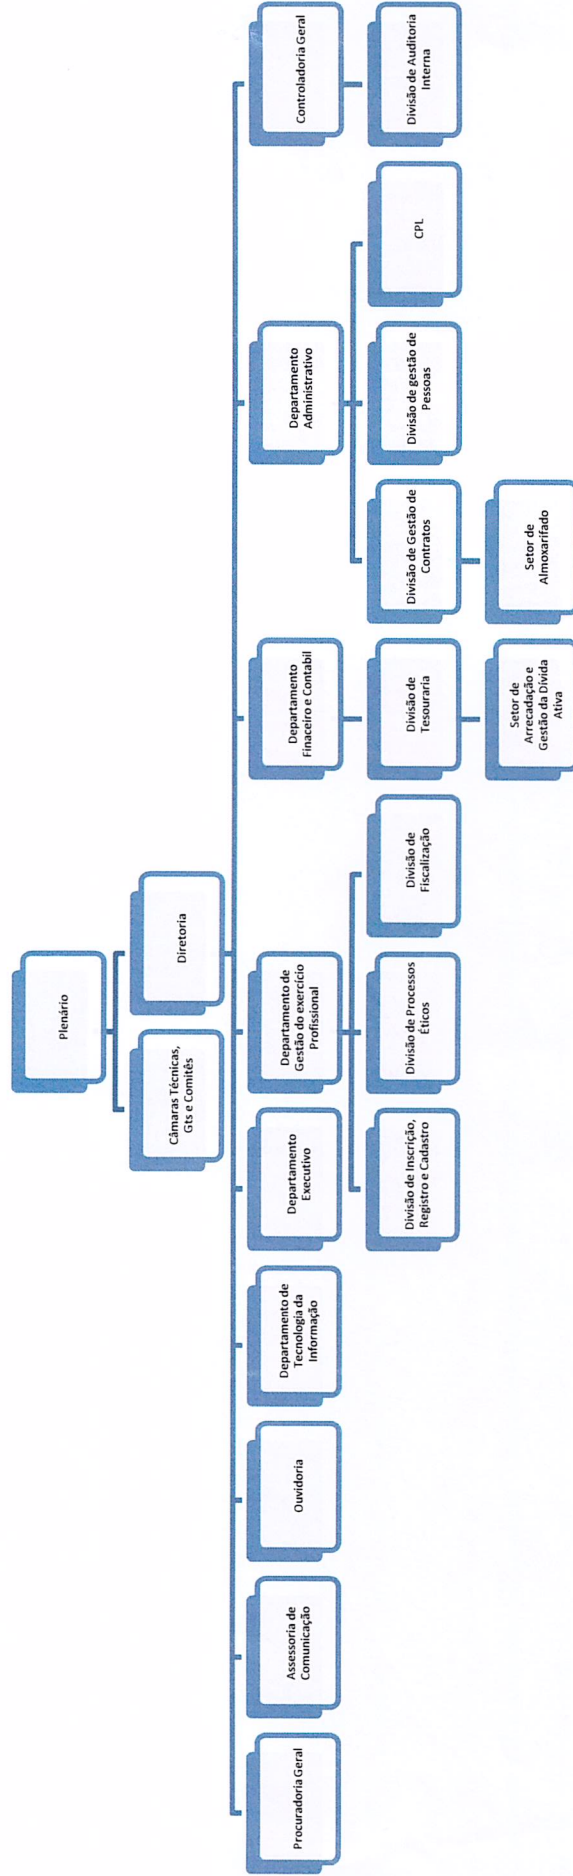 Plenário
Câmaras Técnicas,
Gts e Comitês
Diretoria
Procuradoria Geral
Assessoria de
Comunicação
Ouvidoria
Departamento de
Tecnologia da
Informação
Departamento
Executivo
Departamento de
Gestão do exercício
Profissional
Departamento
Finaceiro e Contabil
Departamento
Administrativo
Controladoria Geral
Divisão de Inscrição,
Registro e Cadastro
Divisão de Processos
Éticos
Divisão de
Fiscalização
Divisão de
Tesouraria
Divisão de Gestão de
Contratos
Divisão de gestão de
Pessoas
CPL
Divisão de Auditoria
Interna
Setor de
Arrecadação e
Gestão da Dívida
Ativa
Setor de
Almoxarifado